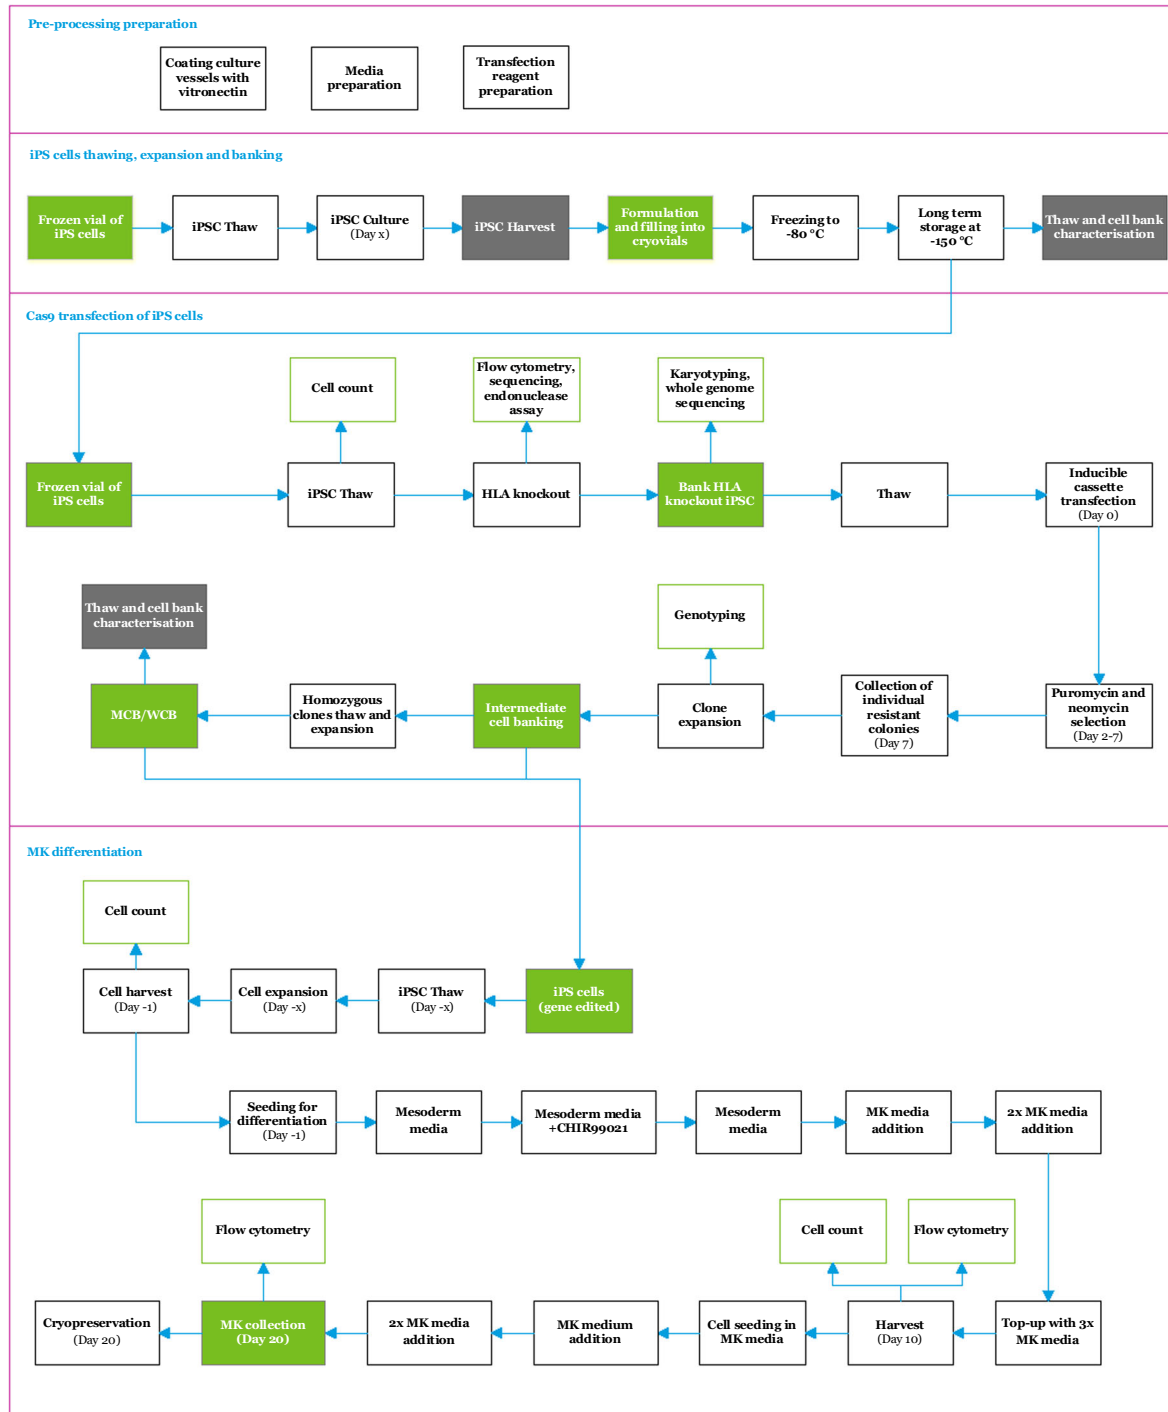 Pre-processing preparation
Coating culture
vessels with
vitronectin
Media
preparation
Transfection
reagent
preparation
iPS cells thawing, expansion and banking
Frozen vial of
iPS cells
iPSC Thaw
iPSC Culture
(Day x)
iPSC Harvest
Formulation
and filling into
cryovials
Freezing to
-80 °C
Long term
storage at
-150 °C
Thaw and cell bank
characterisation
Cas9 transfection of iPS cells
Cell count
Flow cytometry,
sequencing,
endonuclease
assay
Karyotyping,
whole genome
sequencing
Frozen vial of
iPS cells
iPSC Thaw
HLA knockout
Bank HLA
knockout iPSC
Thaw
Inducible
cassette
transfection
(Day 0)
Thaw and cell bank
characterisation
Genotyping
MCB/WCB
Homozygous
clones thaw and
expansion
Intermediate
cell banking
Clone
expansion
Collection of
individual
resistant
colonies
(Day 7)
Puromycin and
neomycin
selection
(Day 2-7)
MK differentiation
Cell count
Cell harvest
(Day -1)
Cell expansion
(Day -x)
iPSC Thaw
(Day -x)
iPS cells
(gene edited)
Seeding for
differentiation
(Day -1)
Mesoderm
media
Mesoderm media
+CHIR99021
Mesoderm
media
MK media
addition
2x MK media
addition
Flow cytometry
Cell count
Flow cytometry
Cryopreservation
(Day 20)
MK collection
(Day 20)
2x MK media
addition
MK medium
addition
Cell seeding in
MK media
Harvest
(Day 10)
Top-up with 3x
MK media